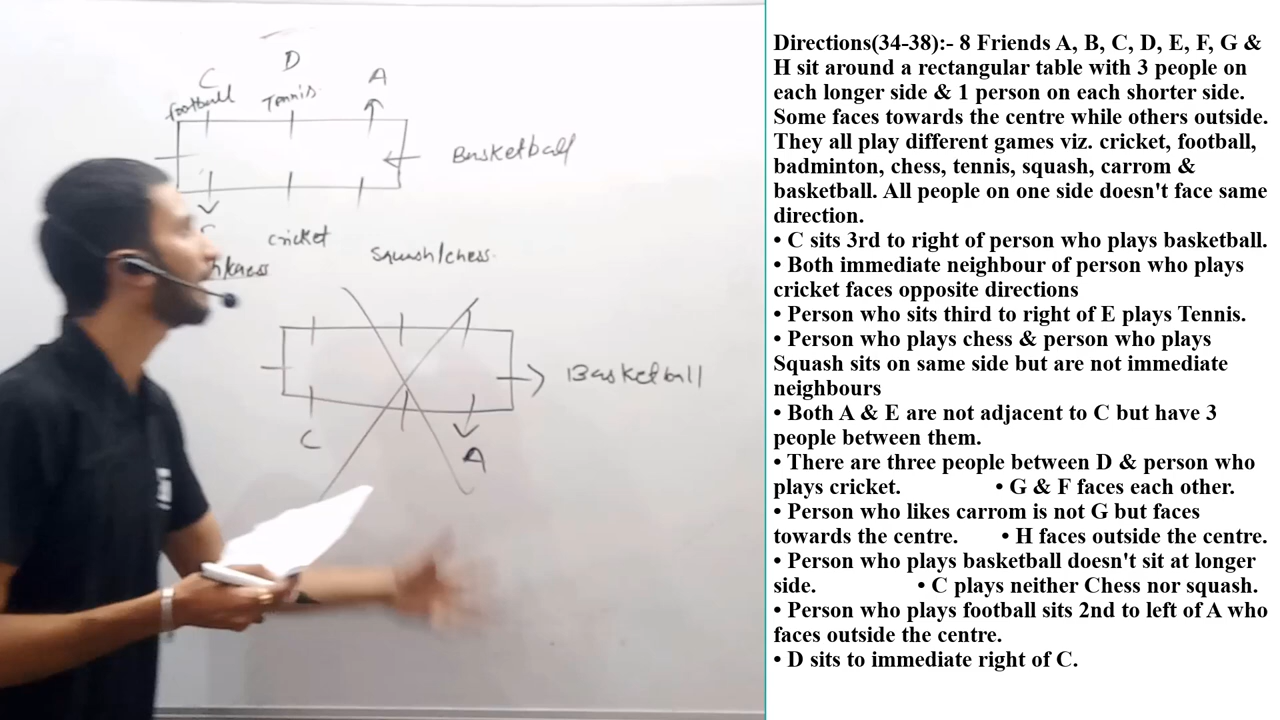 D
C
A
football
Tennis
Basketball
cricket
Squash/chess
Basketball
C
A
Directions(34-38):- 8 Friends A, B, C, D, E, F, G &
H sit around a rectangular table with 3 people on
each longer side & 1 person on each shorter side.
Some faces towards the centre while others outside.
They all play different games viz. cricket, football,
badminton, chess, tennis, squash, carrom &
basketball. All people on one side doesn't face same
direction.
• C sits 3rd to right of person who plays basketball.
• Both immediate neighbour of person who plays
cricket faces opposite directions
• Person who sits third to right of E plays Tennis.
• Person who plays chess & person who plays
Squash sits on same side but are not immediate
neighbours
• Both A & E are not adjacent to C but have 3
people between them.
• There are three people between D & person who
plays cricket. • G & F faces each other.
• Person who likes carrom is not G but faces
towards the centre. • H faces outside the centre.
• Person who plays basketball doesn't sit at longer
side. • C plays neither Chess nor squash.
• Person who plays football sits 2nd to left of A who
faces outside the centre.
• D sits to immediate right of C.